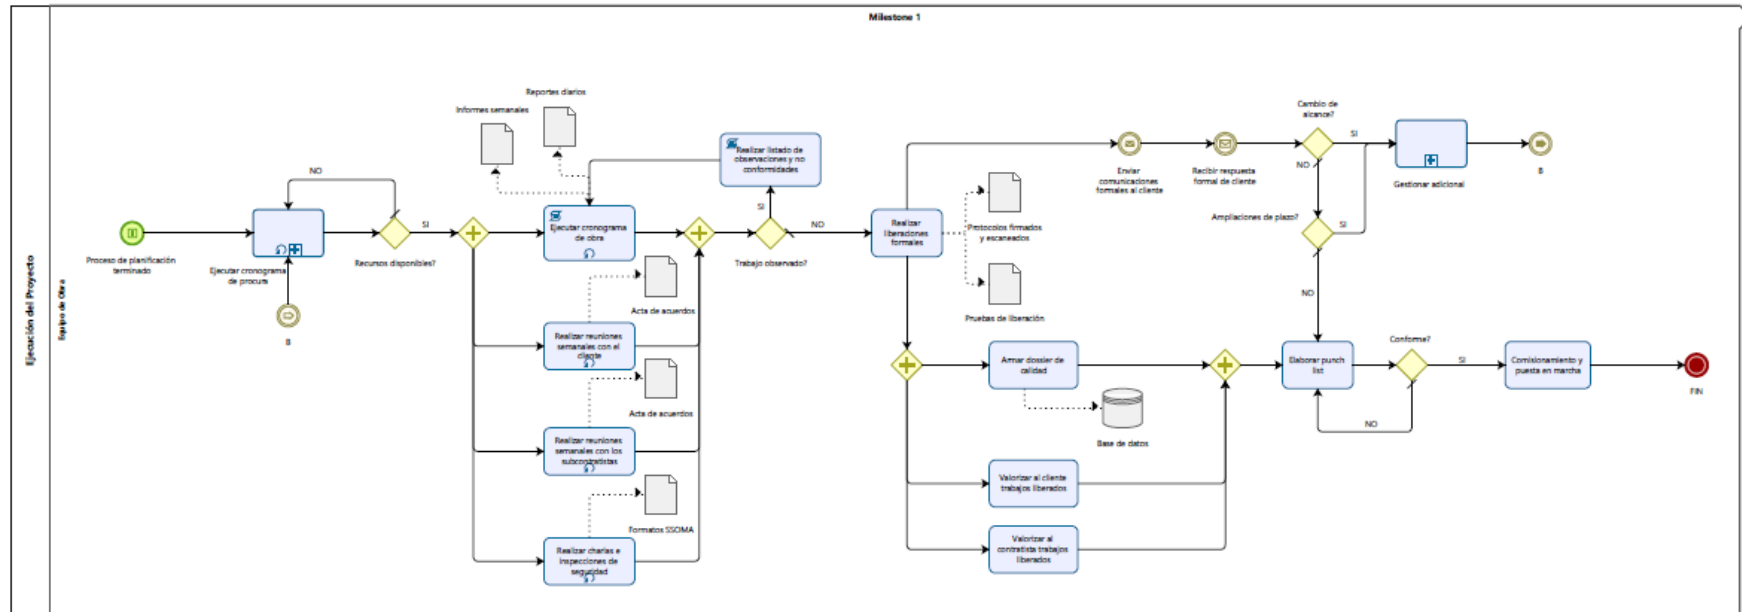 Milestone 1
Ejecución del Proyecto
Equipo de Obra
Proceso de planificación
terminado
NO
Ejecutar cronograma
de procura
B
Recursos disponibles?
SI
Informes semanales
Reportes diarios
Ejecutar cronograma
de obra
Acta de acuerdos
Realizar reuniones
semanales con el
cliente
Acta de acuerdos
Realizar reuniones
semanales con los
subcontratistas
Formatos SSOMA
Realizar charlas e
inspecciones de
seguridad
Realizar listado de
observaciones y no
conformidades
SI
Trabajo observado?
NO
Realizar
liberaciones
formales
Protocolos firmados
y escaneados
Pruebas de liberación
Enviar
comunicaciones
formales al cliente
Recibir respuesta
formal de cliente
Cambio de
alcance?
SI
NO
Gestionar adicional
B
Ampliaciones de plazo?
SI
NO
Armar dossier de
calidad
Base de datos
Valorizar al cliente
trabajos liberados
Valorizar al
contratista trabajos
liberados
Elaborar punch
list
Conforme?
SI
NO
Comisionamiento y
puesta en marcha
FIN